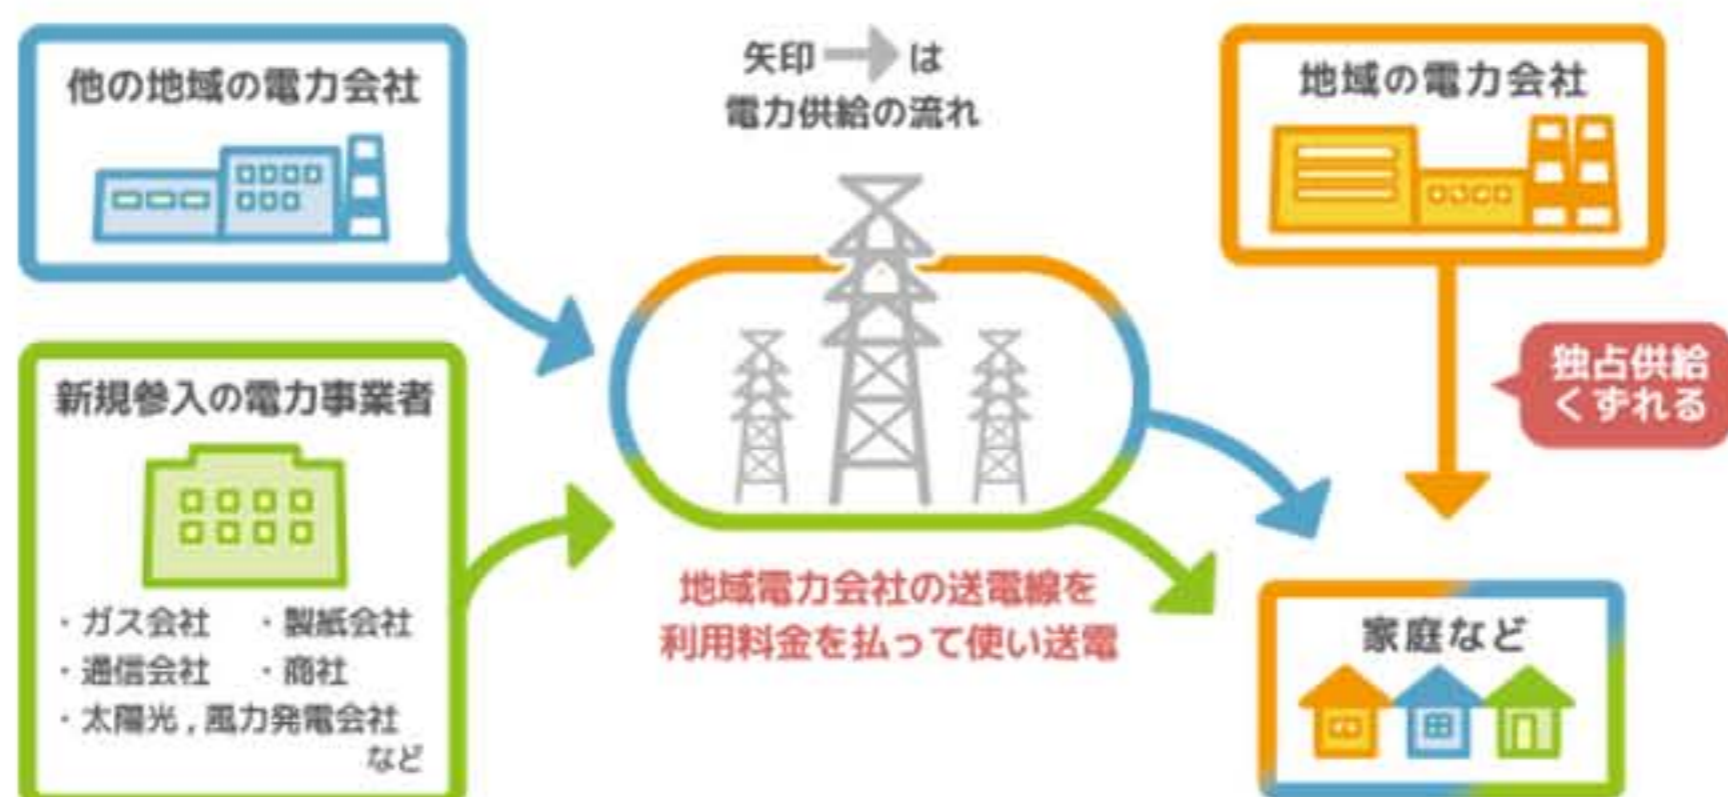 他の地域の電力会社
矢印は
電力供給の流れ
地域の電力会社
独占供給
くずれる
新規参入の電力事業者
・ガス会社 ・製紙会社
・通信会社 ・商社
・太陽光,風力発電会社
など
地域電力会社の送電線を
利用料金を払って使い送電
家庭など